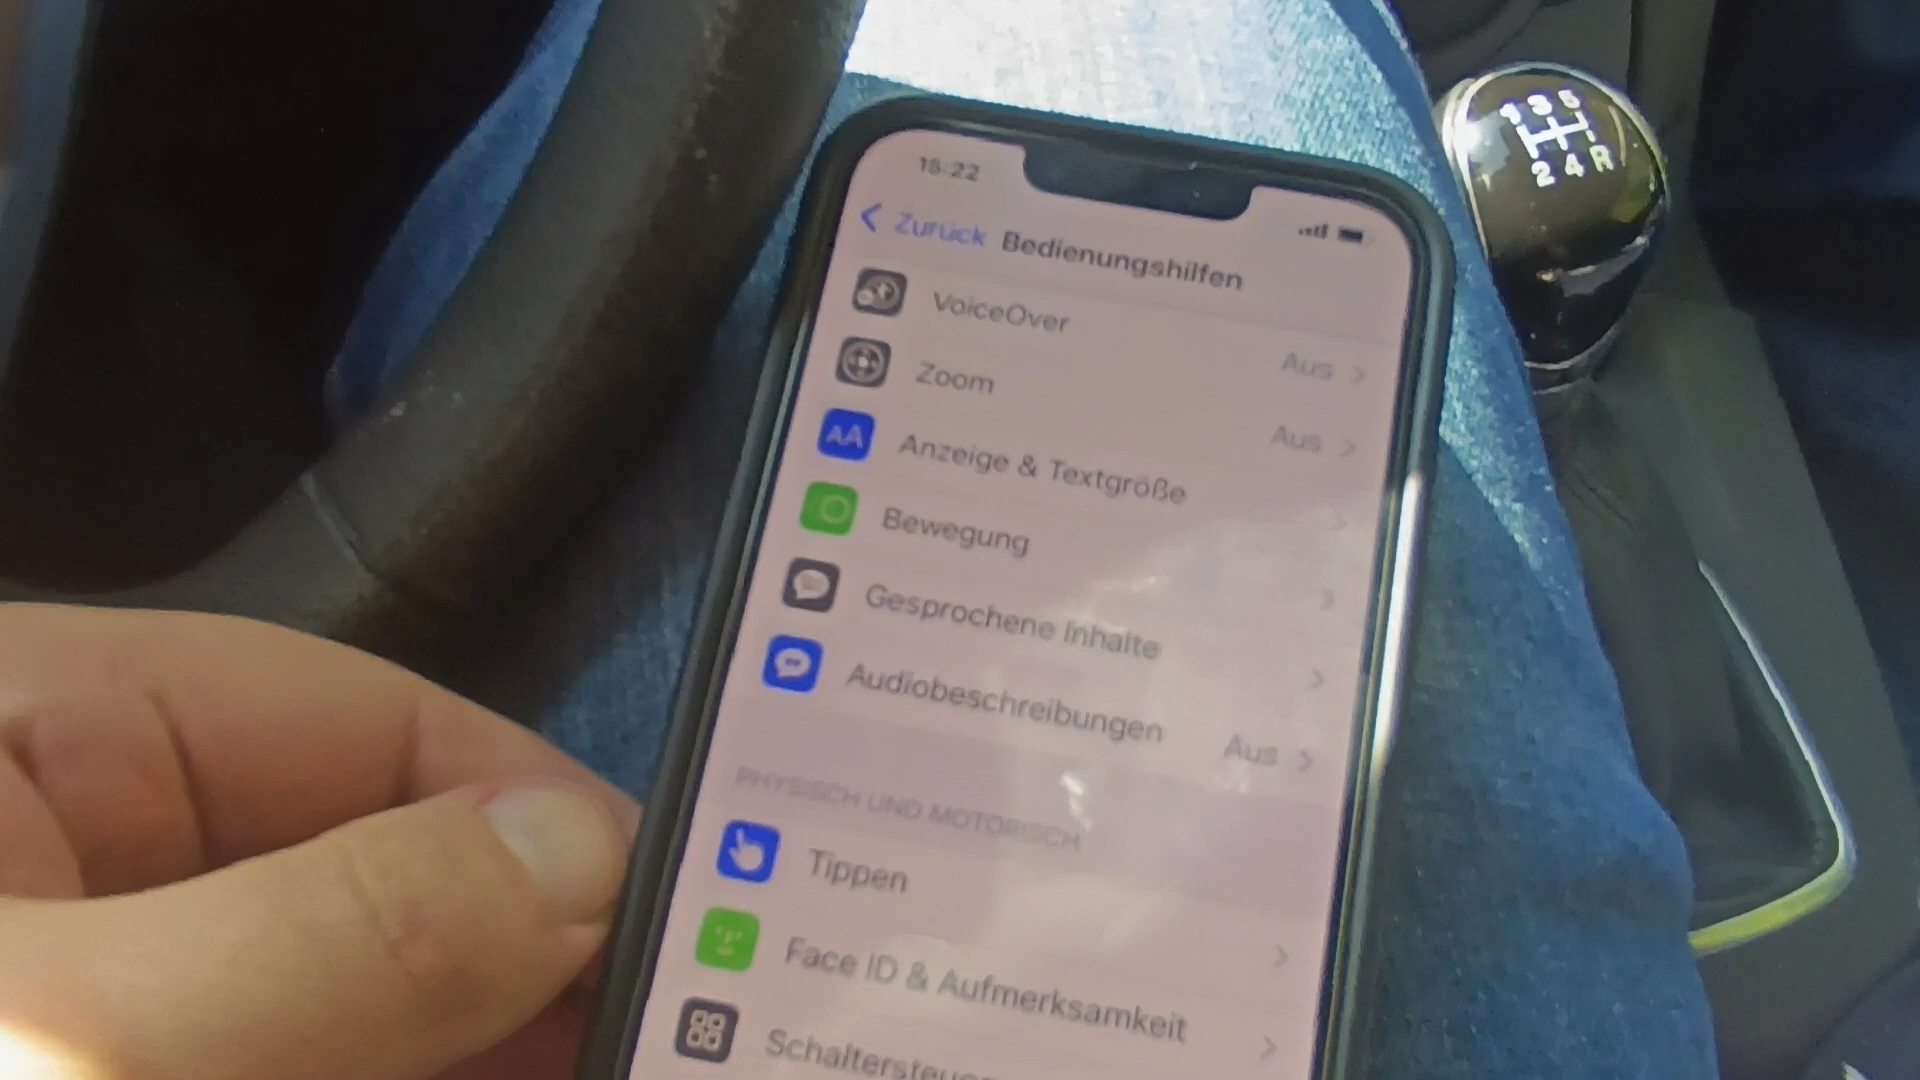 1 3 5
2 4 R
15:22
Zurück Bedienungshilfen
VoiceOver Aus
Zoom Aus
AA Anzeige & Textgröße
Bewegung
Gesprochene Inhalte
Audiobeschreibungen Aus
PHYSISCH UND MOTORISCH
Tippen
Face ID & Aufmerksamkeit